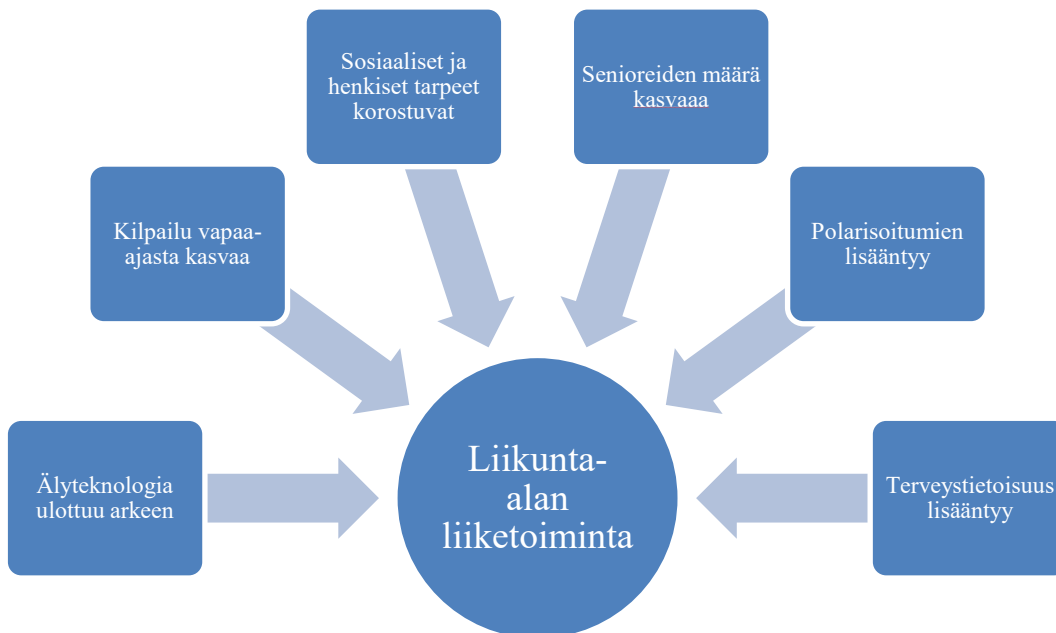 Sosiaaliset ja
henkiset tarpeet
korostuvat
Senioreiden määrä
kasvaaa
Kilpailu vapaa-
ajasta kasvaa
Polarisoitumien
lisääntyy
Älyteknologia
ulottuu arkeen
Liikunta-
alan
liiketoiminta
Terveystietoisuus
lisääntyy